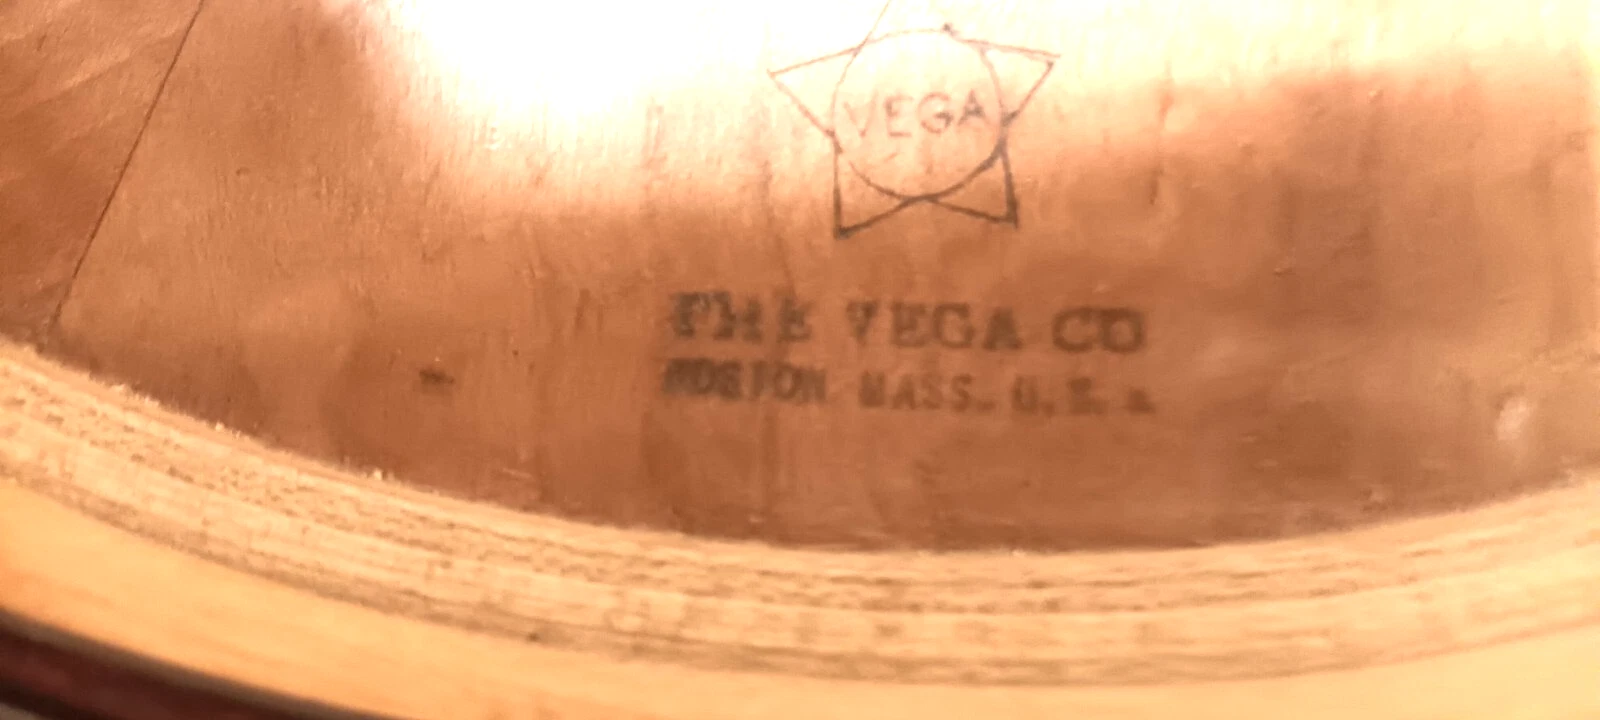 VEGA
THE VEGA CO
BOSTON MASS. U.S.A.